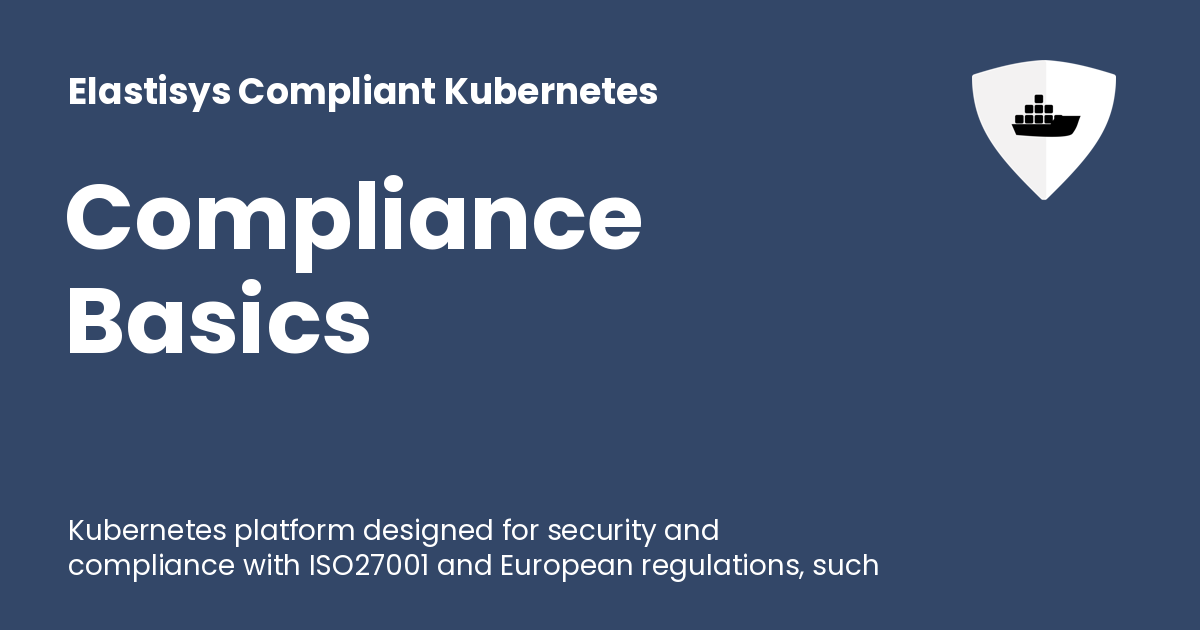 Elastisys Compliant Kubernetes
Compliance
Basics
Kubernetes platform designed for security and
compliance with ISO27001 and European regulations, such